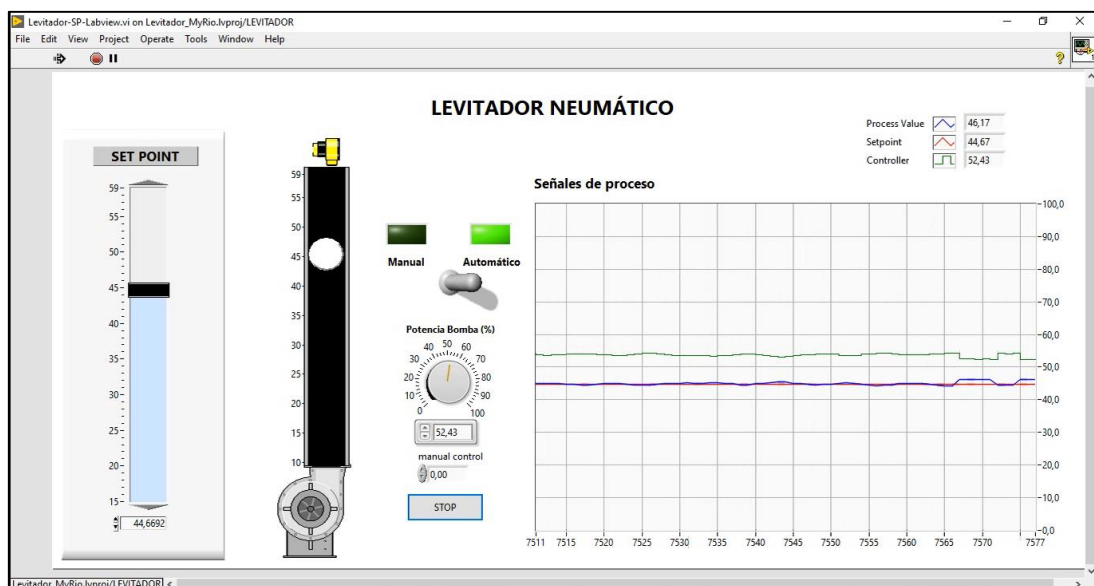 Levitador-SP-Labview.vi on Levitador_MyRio.lvproj/LEVITADOR
File Edit View Project Operate Tools Window Help
LEVITADOR NEUMÁTICO
SET POINT
59
55
50
45
40
35
30
25
20
15
44,6692
59
55
50
45
40
35
30
25
20
15
10
Manual
Automático
Potencia Bomba (%)
0 10 20 30 40 50 60 70 80 90 100
52,43
manual control
0,00
STOP
Process Value 46,17
Setpoint 44,67
Controller 52,43
Señales de proceso
100,0
90,0
80,0
70,0
60,0
50,0
40,0
30,0
20,0
10,0
0,0
7511 7515 7520 7525 7530 7535 7540 7545 7550 7555 7560 7565 7570 7577
Levitador_MyRio.lvproj/LEVITADOR